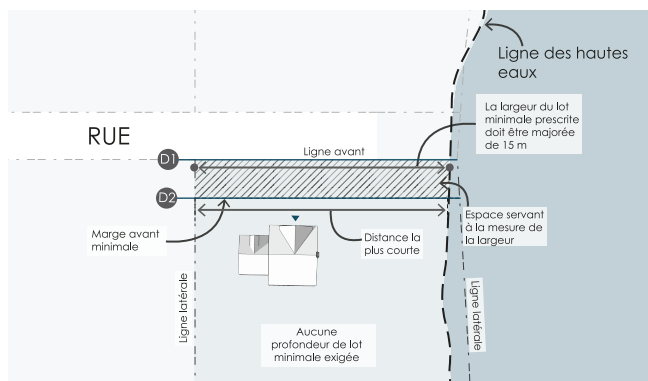 Ligne des hautes
eaux
La largeur du lot
minimale prescrite
doit être majorée
de 15 m
RUE
Ligne avant
D1
D2
Marge avant
minimale
Distance la
plus courte
Espace servant
à la mesure de
la largeur
Ligne latérale
Ligne latérale
Aucune
profondeur de lot
minimale exigée